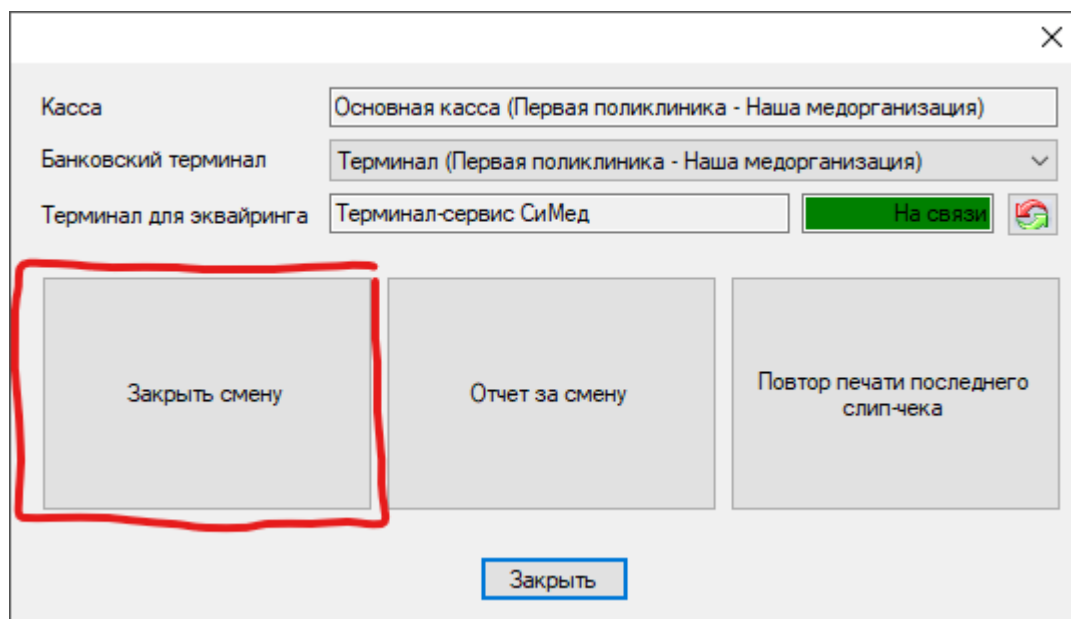 Касса
Основная касса (Первая поликлиника - Наша медорганизация)
Банковский терминал
Терминал (Первая поликлиника - Наша медорганизация)
Терминал для эквайринга
Терминал-сервис СиМед
На связи
Закрыть смену
Отчет за смену
Повтор печати последнего
слип-чека
Закрыть